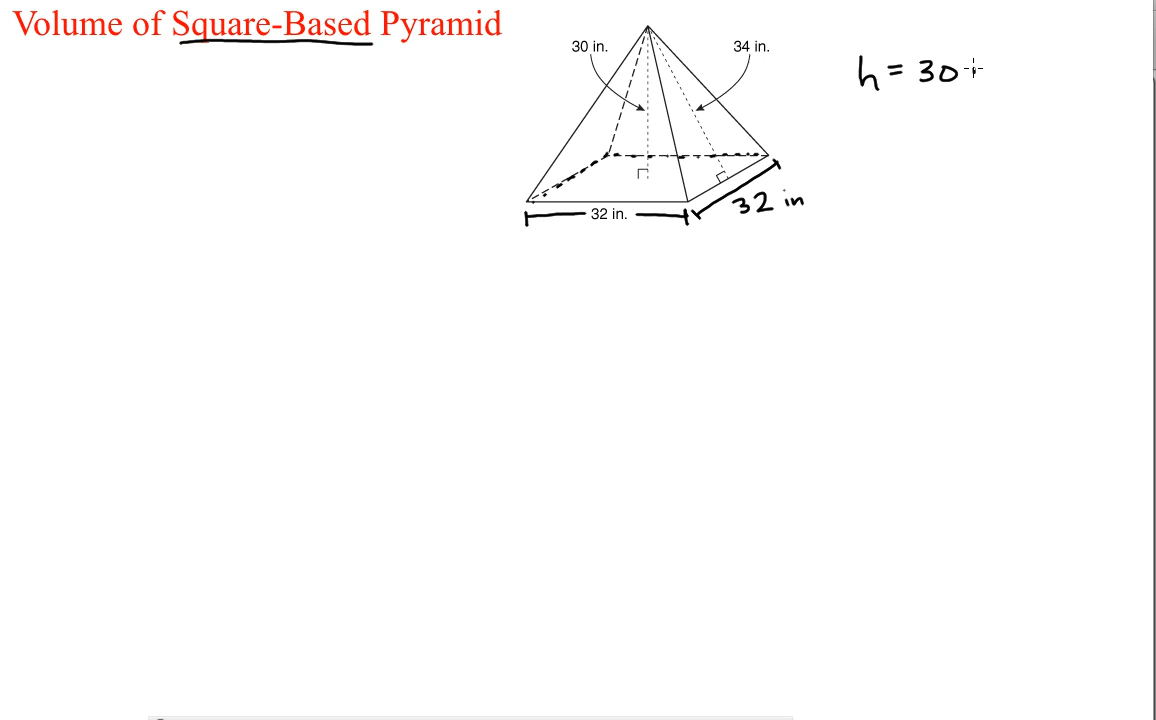 Volume of Square-Based Pyramid
30 in.
34 in.
h = 30
32 in
32 in.